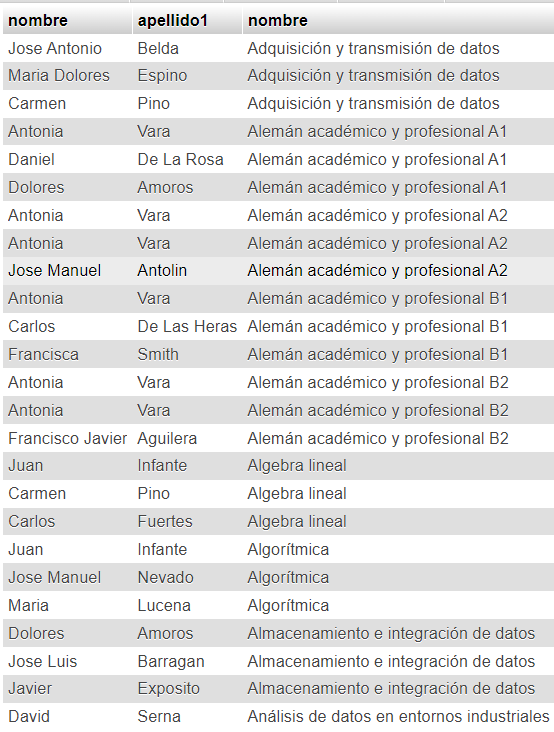 nombre apellido1 nombre
Jose Antonio Belda Adquisición y transmisión de datos
Maria Dolores Espino Adquisición y transmisión de datos
Carmen Pino Adquisición y transmisión de datos
Antonia Vara Alemán académico y profesional A1
Daniel De La Rosa Alemán académico y profesional A1
Dolores Amoros Alemán académico y profesional A1
Antonia Vara Alemán académico y profesional A2
Antonia Vara Alemán académico y profesional A2
Jose Manuel Antolin Alemán académico y profesional A2
Antonia Vara Alemán académico y profesional B1
Carlos De Las Heras Alemán académico y profesional B1
Francisca Smith Alemán académico y profesional B1
Antonia Vara Alemán académico y profesional B2
Antonia Vara Alemán académico y profesional B2
Francisco Javier Aguilera Alemán académico y profesional B2
Juan Infante Algebra lineal
Carmen Pino Algebra lineal
Carlos Fuertes Algebra lineal
Juan Infante Algorítmica
Jose Manuel Nevado Algorítmica
Maria Lucena Algorítmica
Dolores Amoros Almacenamiento e integración de datos
Jose Luis Barragan Almacenamiento e integración de datos
Javier Exposito Almacenamiento e integración de datos
David Serna Análisis de datos en entornos industriales